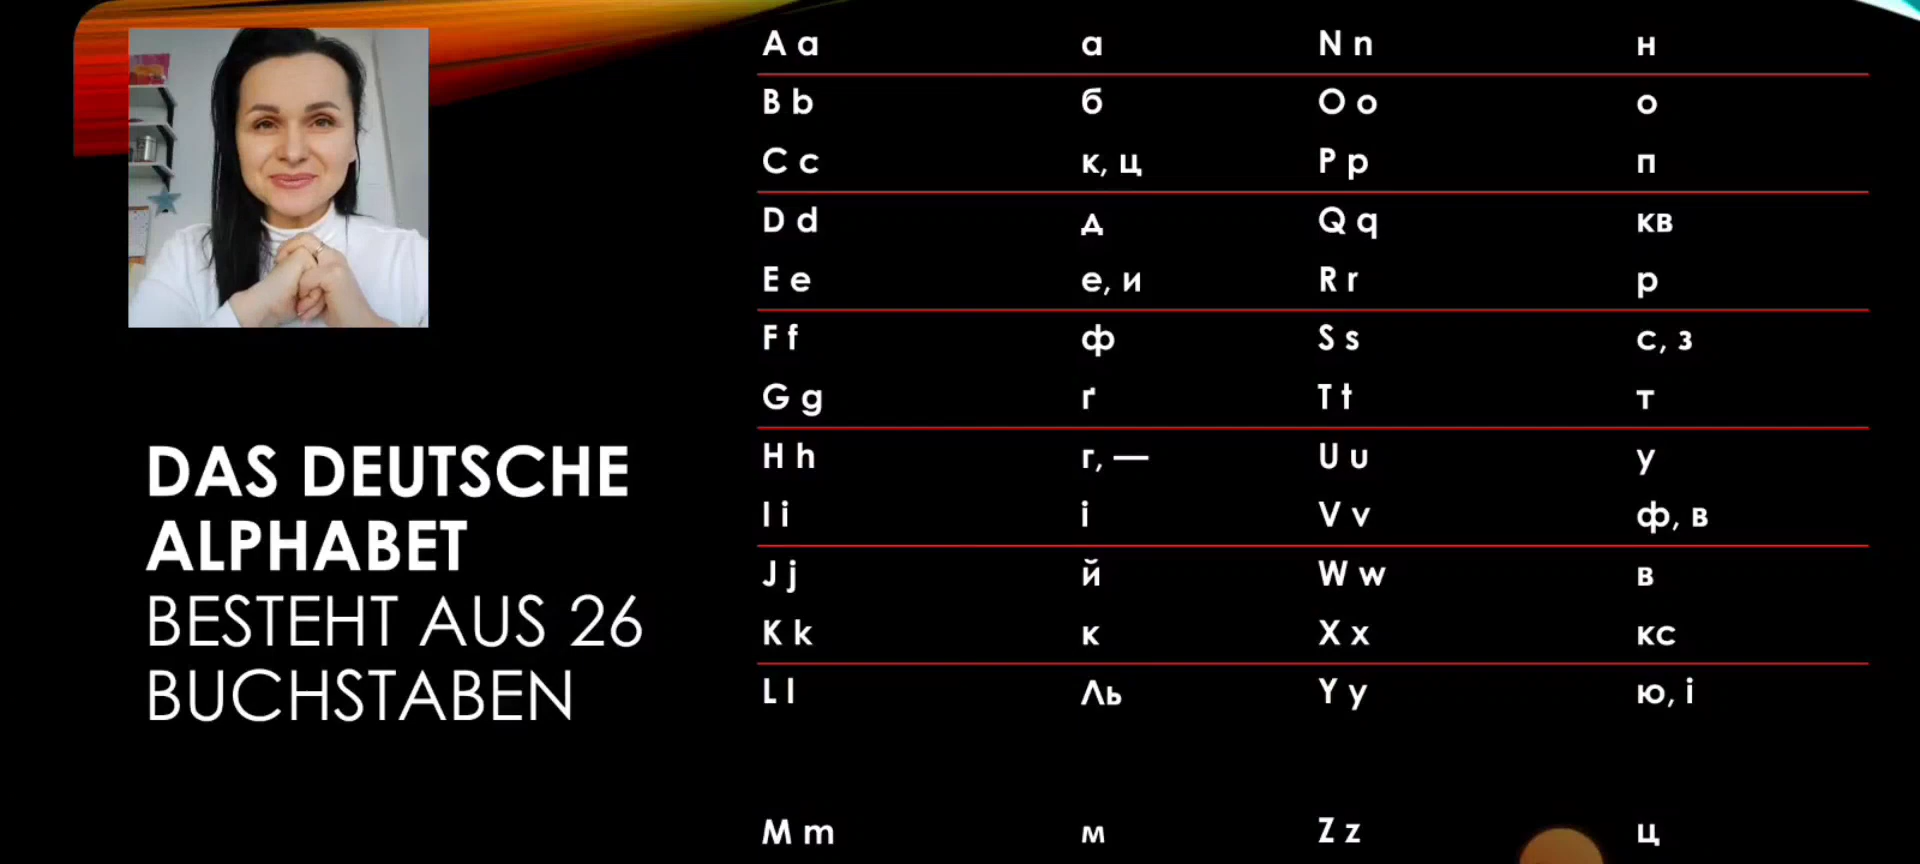 DAS DEUTSCHE
ALPHABET
BESTEHT AUS 26
BUCHSTABEN
A a а N n н
B b б O o о
C c к, ц P p п
D d д Q q кв
E e е, и R r р
F f ф S s с, з
G g ґ T t т
H h г, — U u у
I i і V v ф, в
J j й W w в
K k к X x кс
L l Ль Y y ю, і
M m м Z z ц